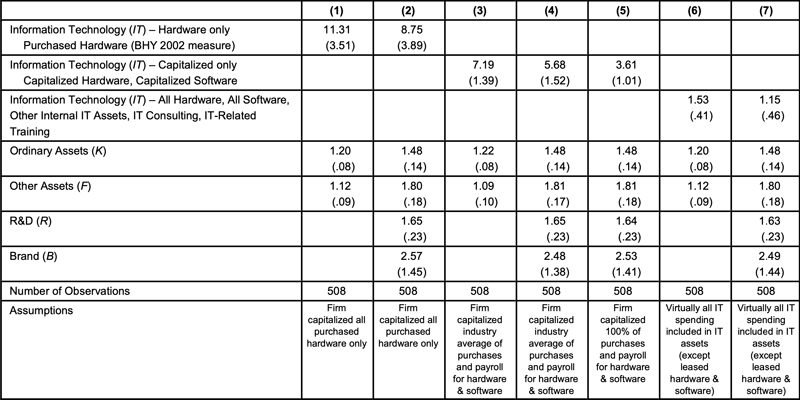 (1) (2) (3) (4) (5) (6) (7)
Information Technology (IT) – Hardware only 11.31 8.75
Purchased Hardware (BHY 2002 measure) (3.51) (3.89)
Information Technology (IT) – Capitalized only 7.19 5.68 3.61
Capitalized Hardware, Capitalized Software (1.39) (1.52) (1.01)
Information Technology (IT) – All Hardware, All Software, 1.53 1.15
Other Internal IT Assets, IT Consulting, IT-Related (.41) (.46)
Training
Ordinary Assets (K) 1.20 1.48 1.22 1.48 1.48 1.20 1.48
(.08) (.14) (.08) (.14) (.14) (.08) (.14)
Other Assets (F) 1.12 1.80 1.09 1.81 1.81 1.12 1.80
(.09) (.18) (.10) (.17) (.18) (.09) (.18)
R&D (R) 1.65 1.65 1.64 1.63
(.23) (.23) (.23) (.23)
Brand (B) 2.57 2.48 2.53 2.49
(1.45) (1.38) (1.41) (1.44)
Number of Observations 508 508 508 508 508 508 508
Assumptions Firm Firm Firm Firm Firm Virtually all IT Virtually all IT
capitalized all capitalized all capitalized capitalized capitalized spending spending
purchased purchased industry industry 100% of included in IT included in IT
hardware only hardware only average of average of purchases assets assets
purchases purchases and payroll (except (except
and payroll and payroll for hardware leased leased
for hardware for hardware & software hardware & hardware &
& software & software software) software)